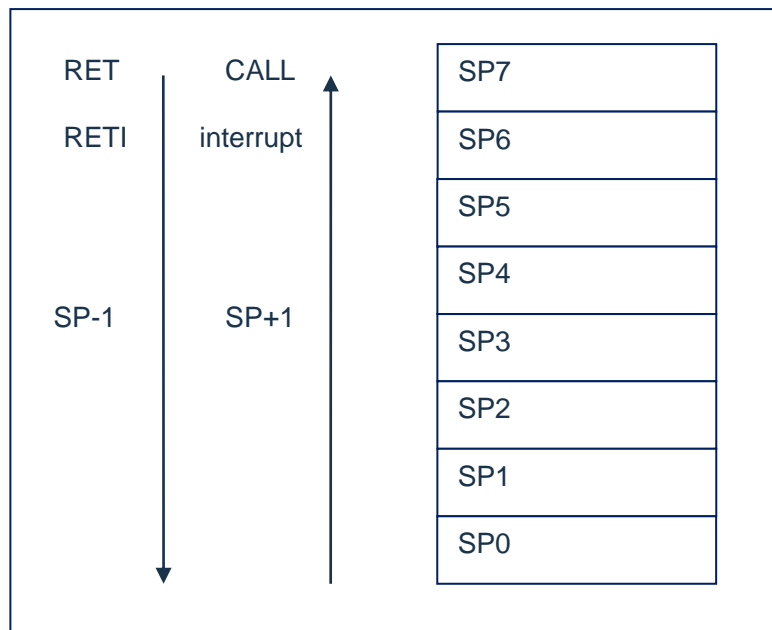 RET CALL SP7
RETI interrupt SP6
SP5
SP4
SP-1 SP+1
SP3
SP2
SP1
SP0